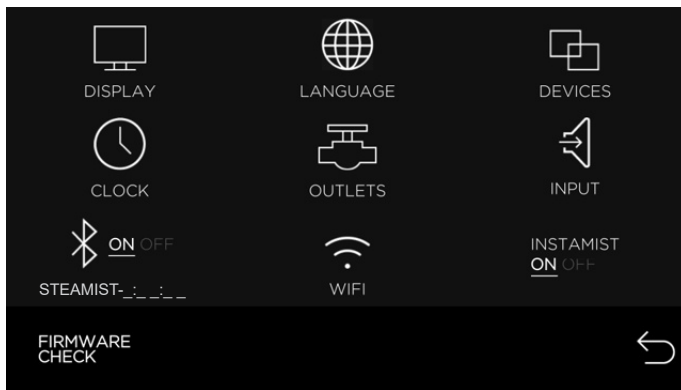 DISPLAY
LANGUAGE
DEVICES
CLOCK
OUTLETS
INPUT
ON OFF
STEAMIST-_:_ _:_ _
WIFI
INSTAMIST
ON OFF
FIRMWARE
CHECK